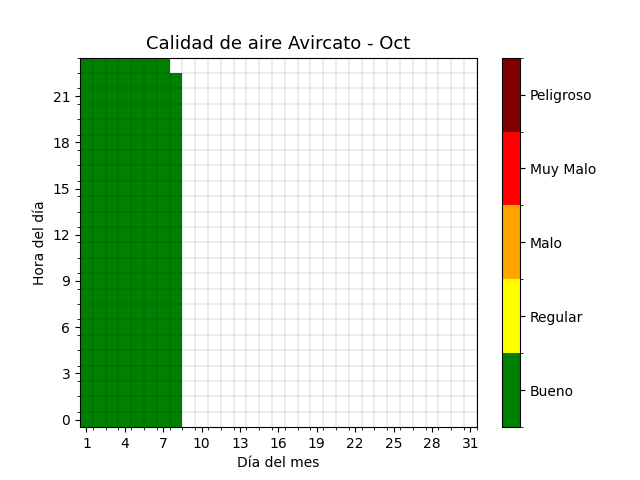 Calidad de aire Avircato - Oct
Hora del día
21
18
15
12
9
6
3
0
1 4 7 10 13 16 19 22 25 28 31
Día del mes
Peligroso
Muy Malo
Malo
Regular
Bueno